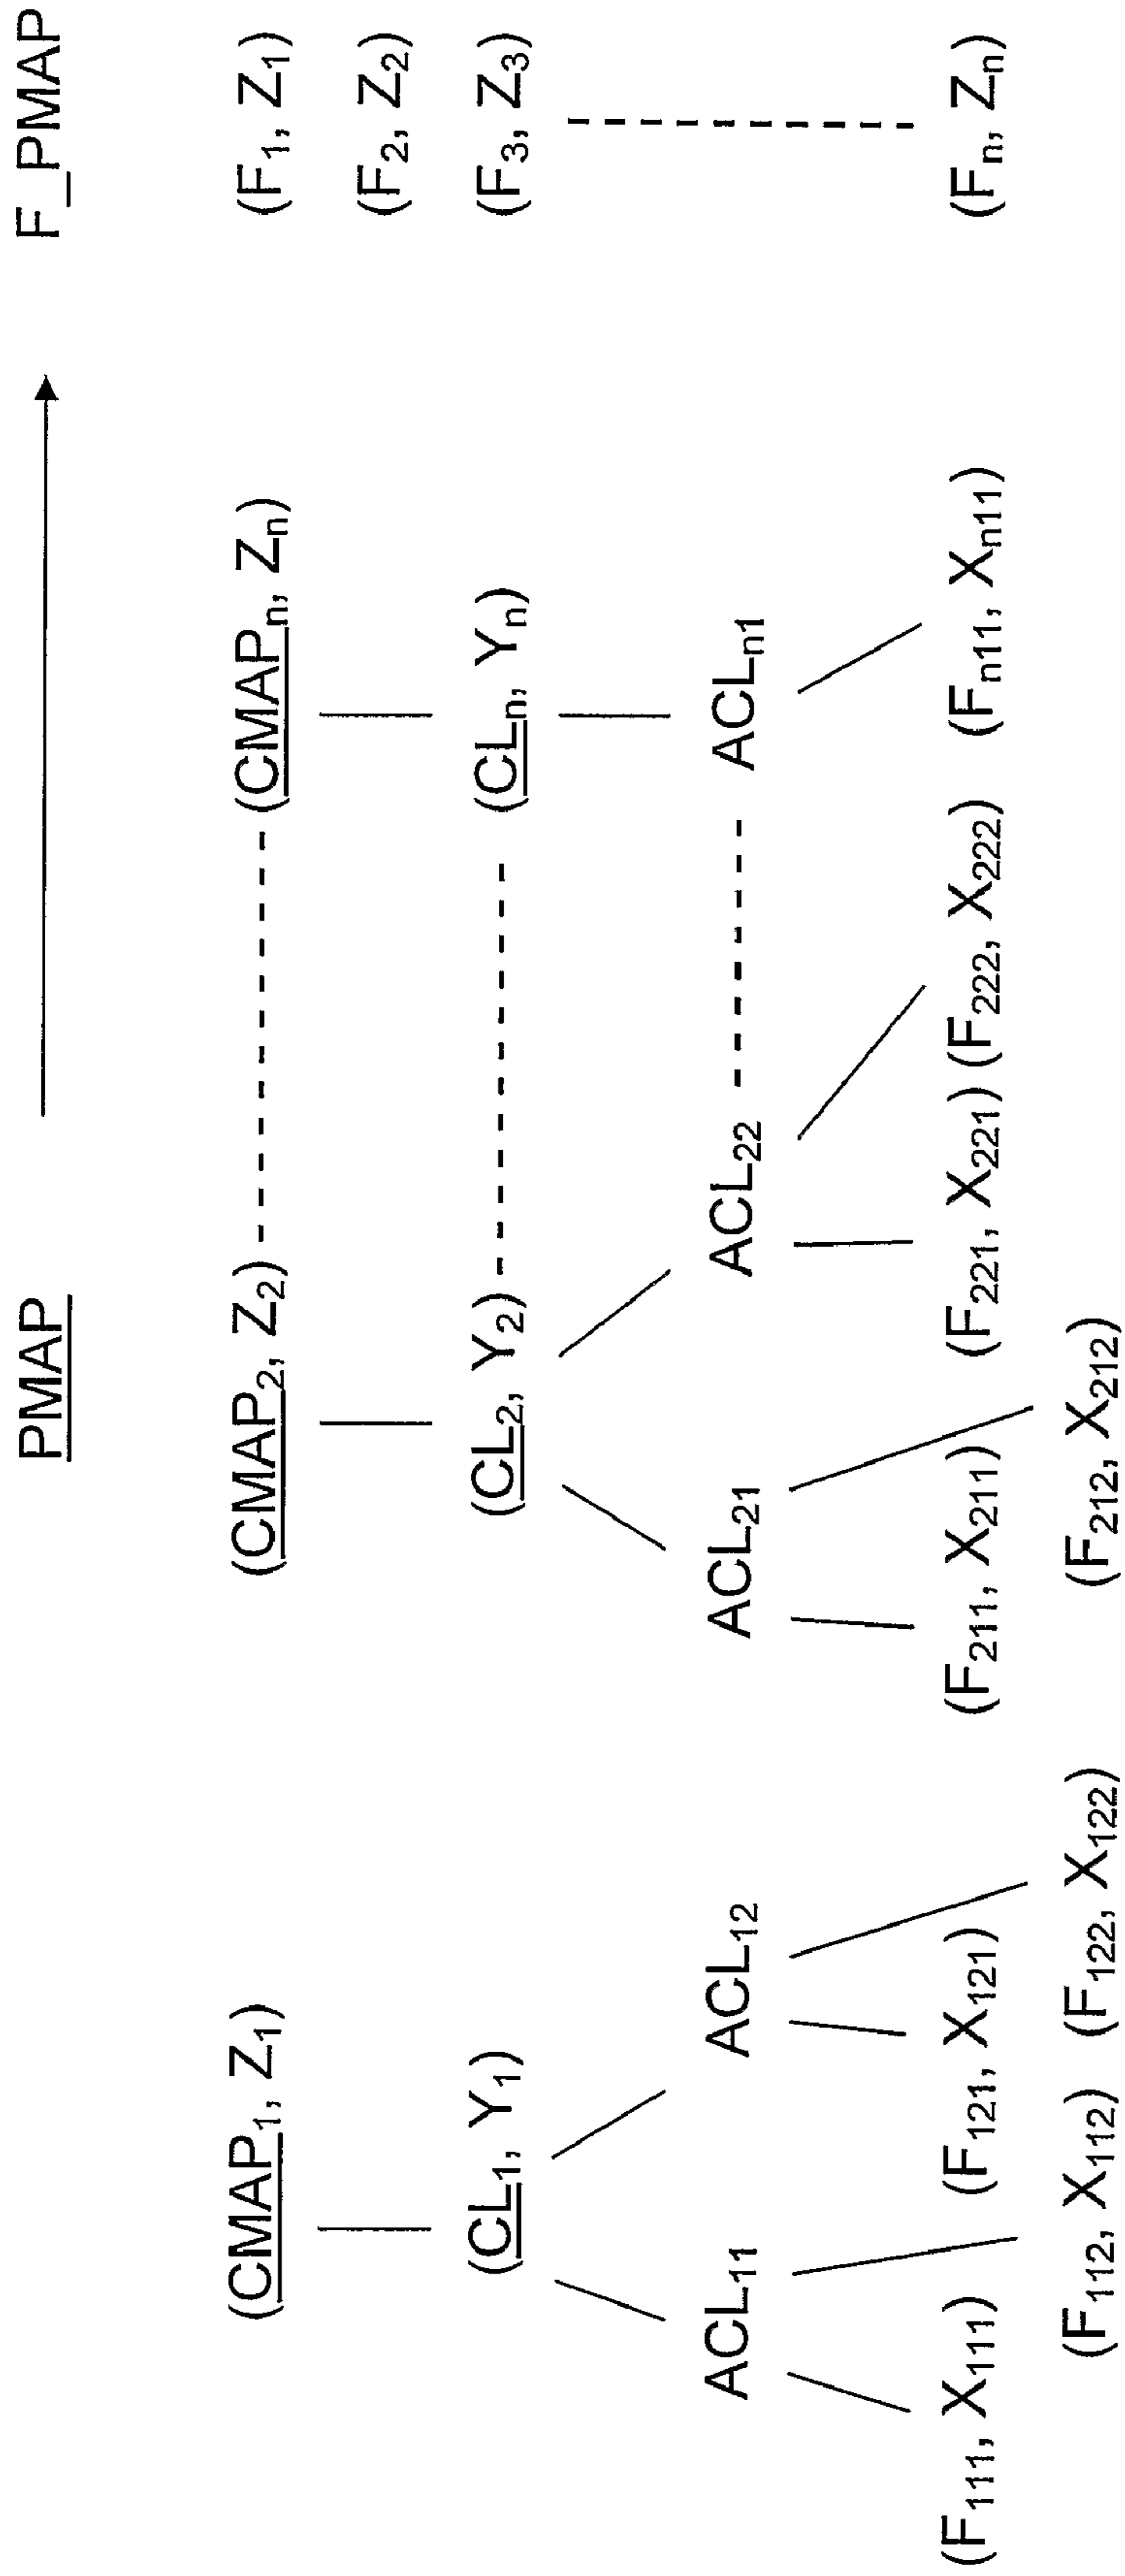 PMAP F_PMAP
(CMAP₁, Z₁) (CMAP₂, Z₂) (CMAPₙ, Zₙ) (F₁, Z₁)
(F₂, Z₂)
(CL₁, Y₁) (CL₂, Y₂) (CLₙ, Yₙ) (F₃, Z₃)
ACL₁₁ ACL₁₂ ACL₂₁ ACL₂₂ ACLₙ₁
(F₁₁₁, X₁₁₁) (F₁₂₁, X₁₂₁) (F₂₁₁, X₂₁₁) (F₂₂₁, X₂₂₁) (F₂₂₂, X₂₂₂) (Fₙ₁₁, Xₙ₁₁) (Fₙ, Zₙ)
(F₁₁₂, X₁₁₂) (F₁₂₂, X₁₂₂) (F₂₁₂, X₂₁₂)